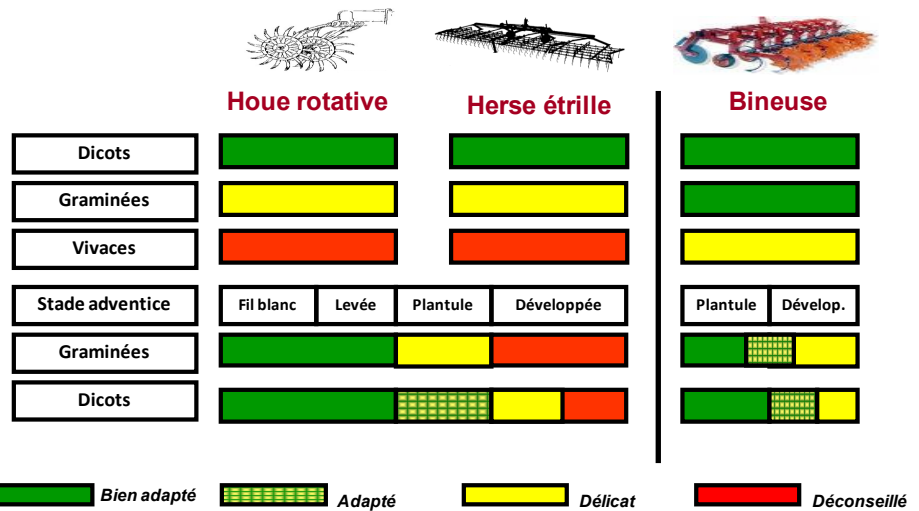 Houe rotative
Herse étrille
Bineuse
Dicots
Graminées
Vivaces
Stade adventice
Fil blanc
Levée
Plantule
Développée
Plantule
Dévelop.
Graminées
Dicots
Bien adapté
Adapté
Délicat
Déconseillé